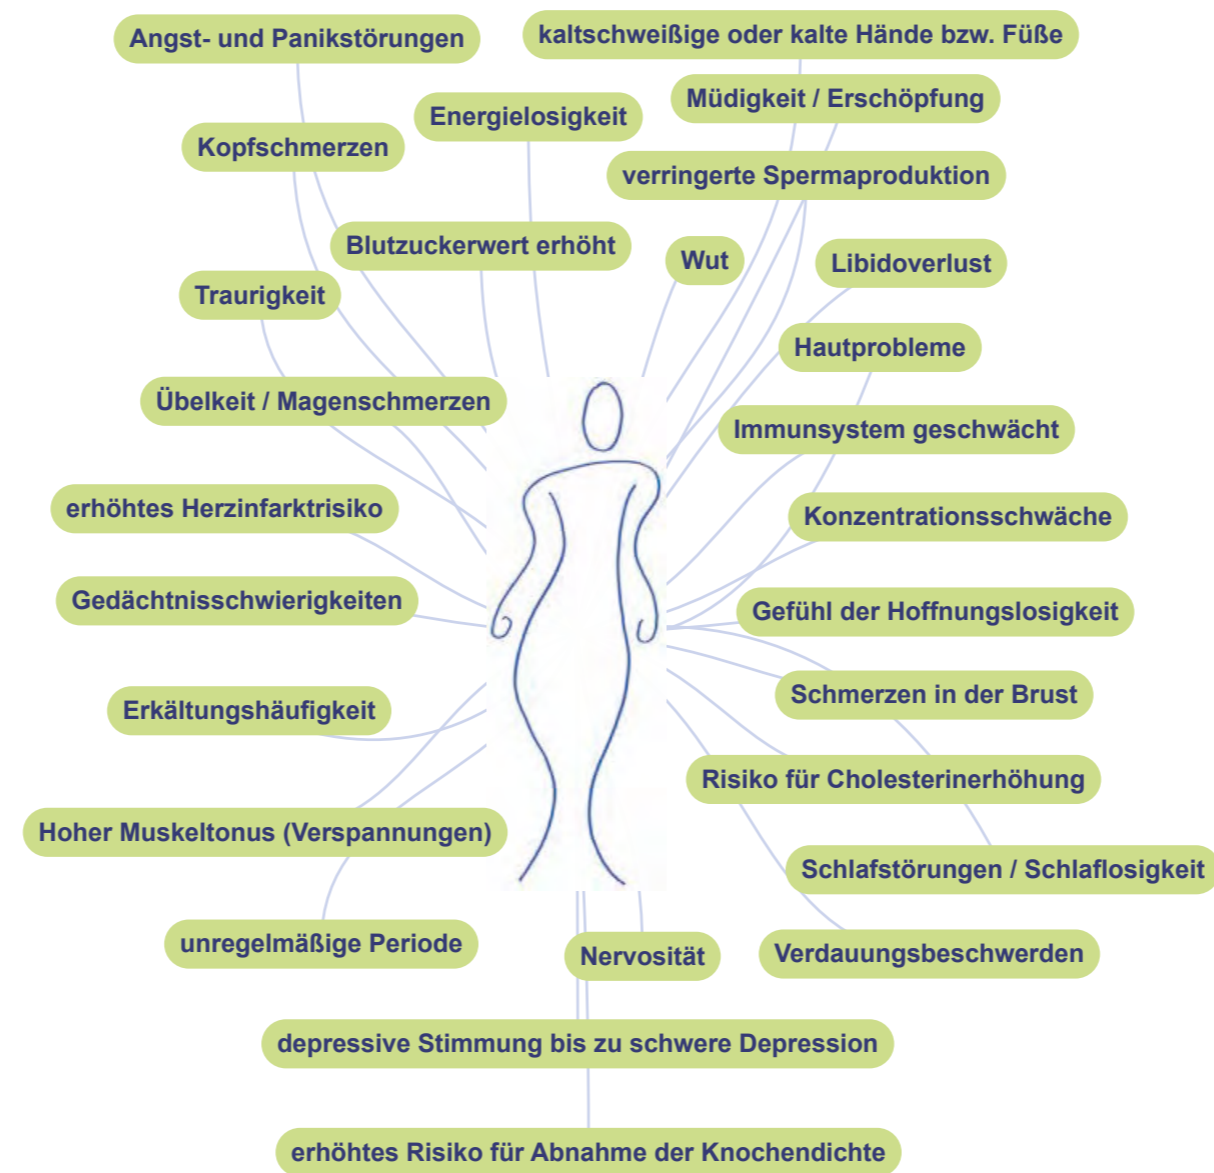 Angst- und Panikstörungen
kaltschweißige oder kalte Hände bzw. Füße
Müdigkeit / Erschöpfung
Energielosigkeit
Kopfschmerzen
verringerte Spermaproduktion
Blutzuckerwert erhöht
Wut
Libidoverlust
Traurigkeit
Hautprobleme
Übelkeit / Magenschmerzen
Immunsystem geschwächt
erhöhtes Herzinfarktrisiko
Konzentrationsschwäche
Gedächtnisschwierigkeiten
Gefühl der Hoffnungslosigkeit
Schmerzen in der Brust
Erkältungshäufigkeit
Risiko für Cholesterinerhöhung
Hoher Muskeltonus (Verspannungen)
Schlafstörungen / Schlaflosigkeit
unregelmäßige Periode
Nervosität
Verdauungsbeschwerden
depressive Stimmung bis zu schwere Depression
erhöhtes Risiko für Abnahme der Knochendichte